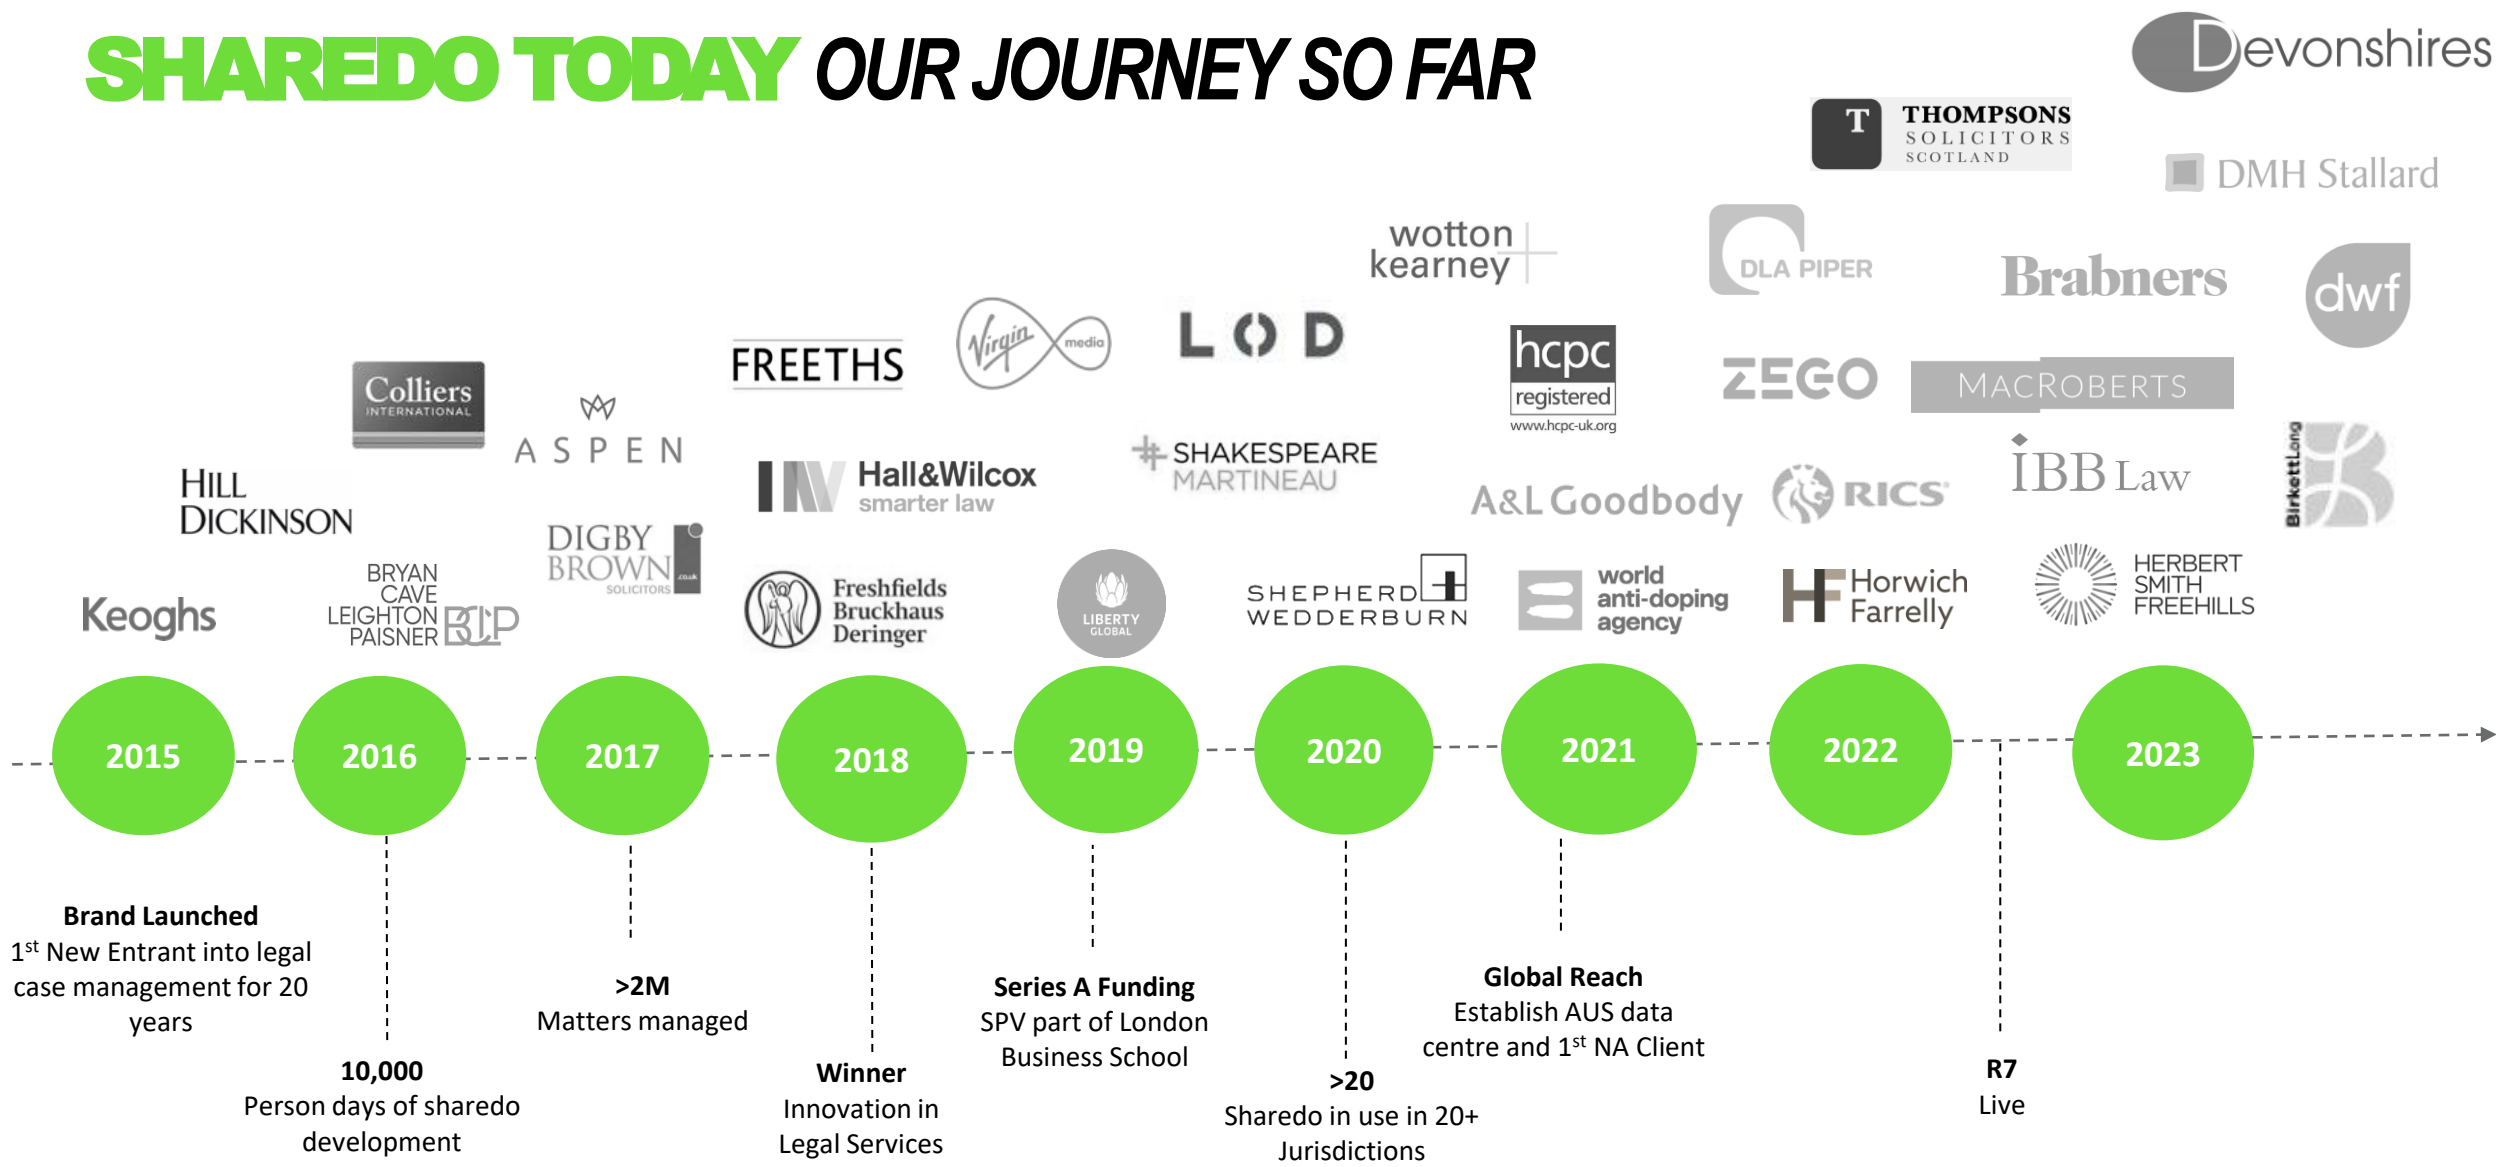 SHAREDO TODAY OUR JOURNEY SO FAR
Devonshires
T THOMPSONS
SOLICITORS
SCOTLAND
DMH Stallard
wotton
kearney
DLA PIPER
Brabners
dwf
FREETHS
Virgin media
LOD
hcpc
registered
www.hcpc-uk.org
ZEGO
MACROBERTS
Colliers
INTERNATIONAL
ASPEN
HILL
DICKINSON
Hall&Wilcox
smarter law
SHAKESPEARE
MARTINEAU
A&L Goodbody
RICS
IBB Law
BirkettLong
DIGBY
BROWN
SOLICITORS
.co.uk
Keoghs
BRYAN
CAVE
LEIGHTON
PAISNER BCLP
Freshfields
Bruckhaus
Deringer
LIBERTY
GLOBAL
SHEPHERD
WEDDERBURN
world
anti-doping
agency
HF Horwich
Farrelly
HERBERT
SMITH
FREEHILLS
2015
2016
2017
2018
2019
2020
2021
2022
2023
Brand Launched
1st New Entrant into legal
case management for 20
years
10,000
Person days of sharedo
development
>2M
Matters managed
Winner
Innovation in
Legal Services
Series A Funding
SPV part of London
Business School
>20
Sharedo in use in 20+
Jurisdictions
Global Reach
Establish AUS data
centre and 1st NA Client
R7
Live